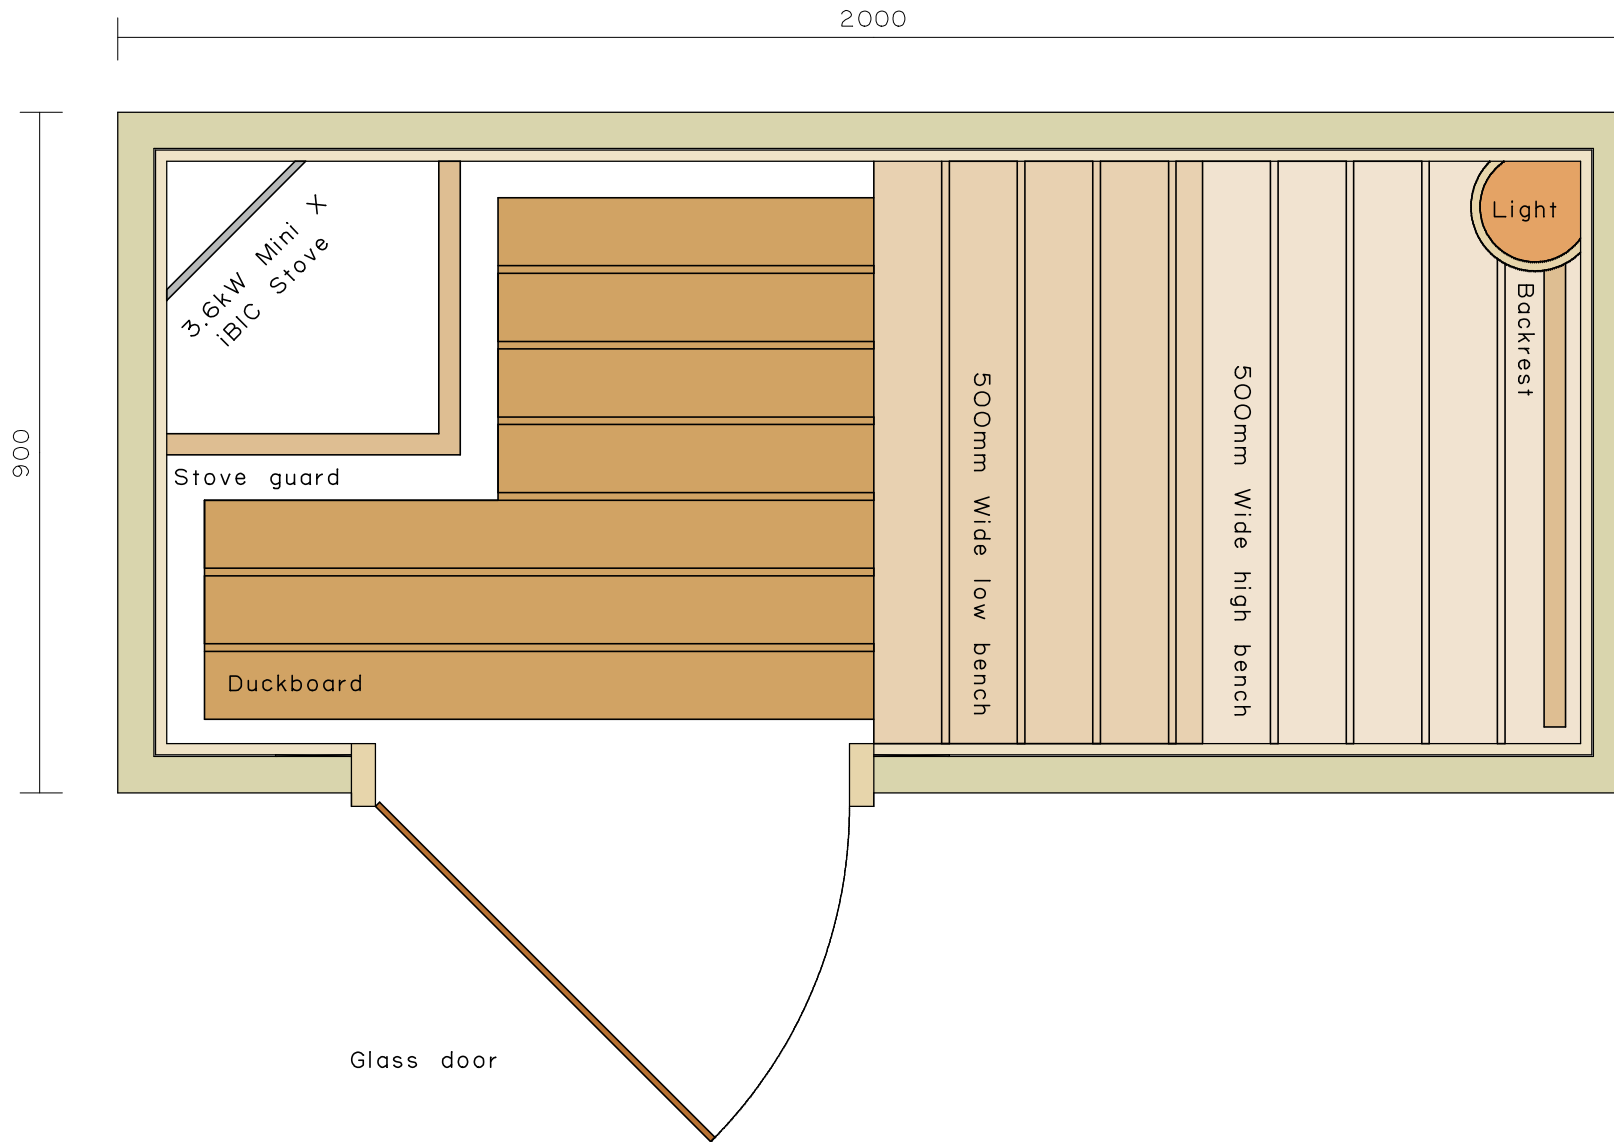 2000
900
3.6kW Mini X
iBIC Stove
Stove guard
Duckboard
500mm Wide low bench
500mm Wide high bench
Light
Backrest
Glass door